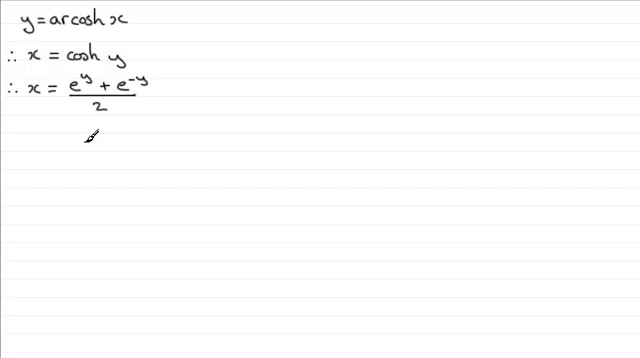 y = arcosh x
∴ x = cosh y
∴ x = (e^y + e^-y)/2